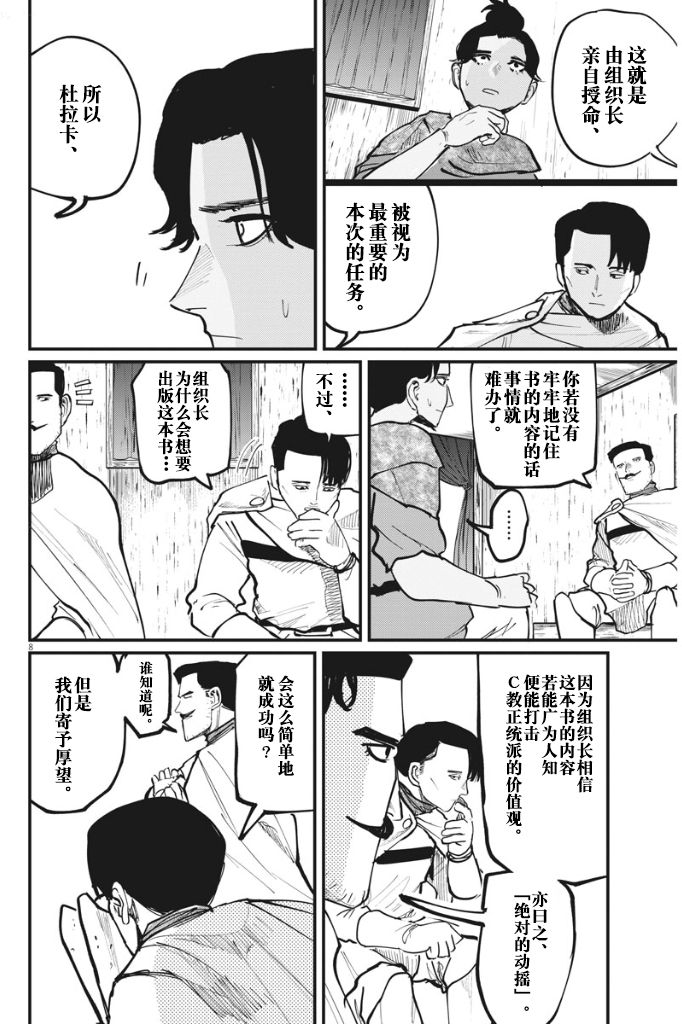 这就是
由组织长
亲自授命、
被视为
最重要的
本次的任务。
所以
杜拉卡、
你若没有
牢牢地记住
书的内容的话
事情就
难办了。
……
……
不过、
组织长
为什么会想要
出版这本书…
因为组织长相信
这本书的内容
若能广为人知
便能打击
C教正统派的价值观。
亦曰之、
「绝对的动摇」。
会这么简单地
就成功吗？
谁知道呢。
但是
我们寄予厚望。
8